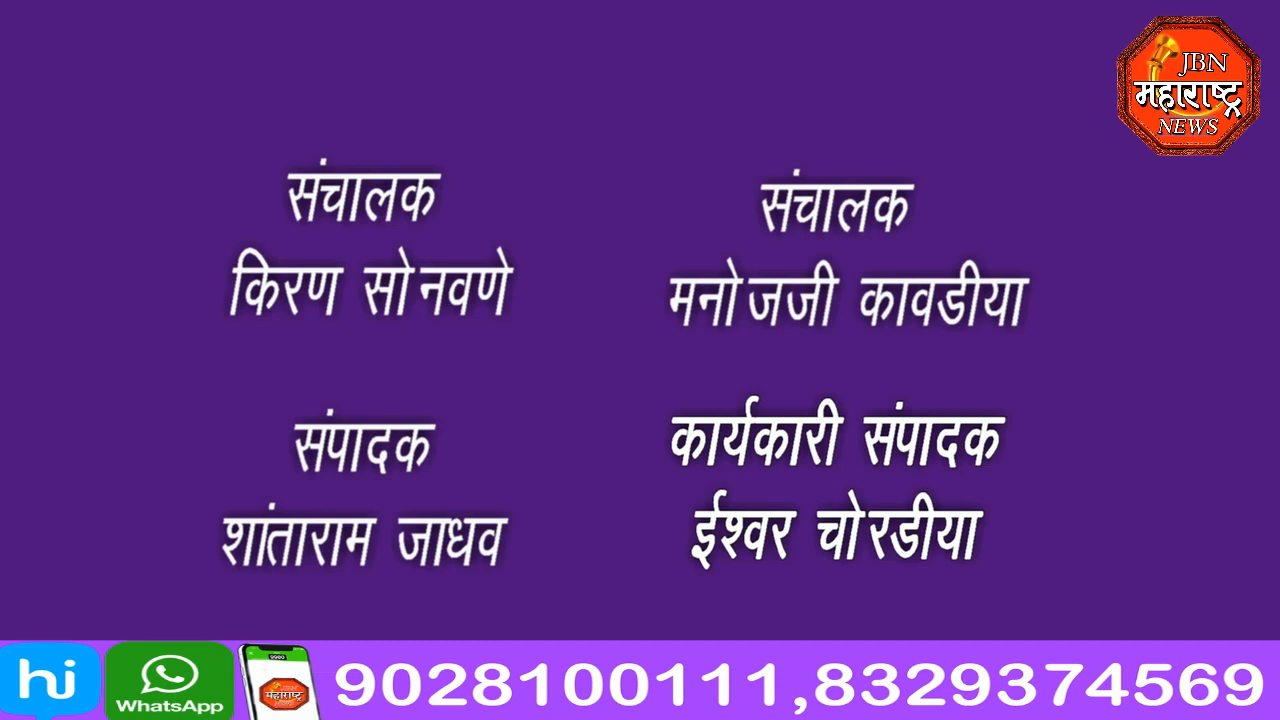 JBN
महाराष्ट्र
NEWS
संचालक
किरण सोनवणे
संचालक
मनोजजी कावडीया
संपादक
शांताराम जाधव
कार्यकारी संपादक
ईश्वर चोरडीया
hi
WhatsApp
महाराष्ट्र
9028100111,8329374569